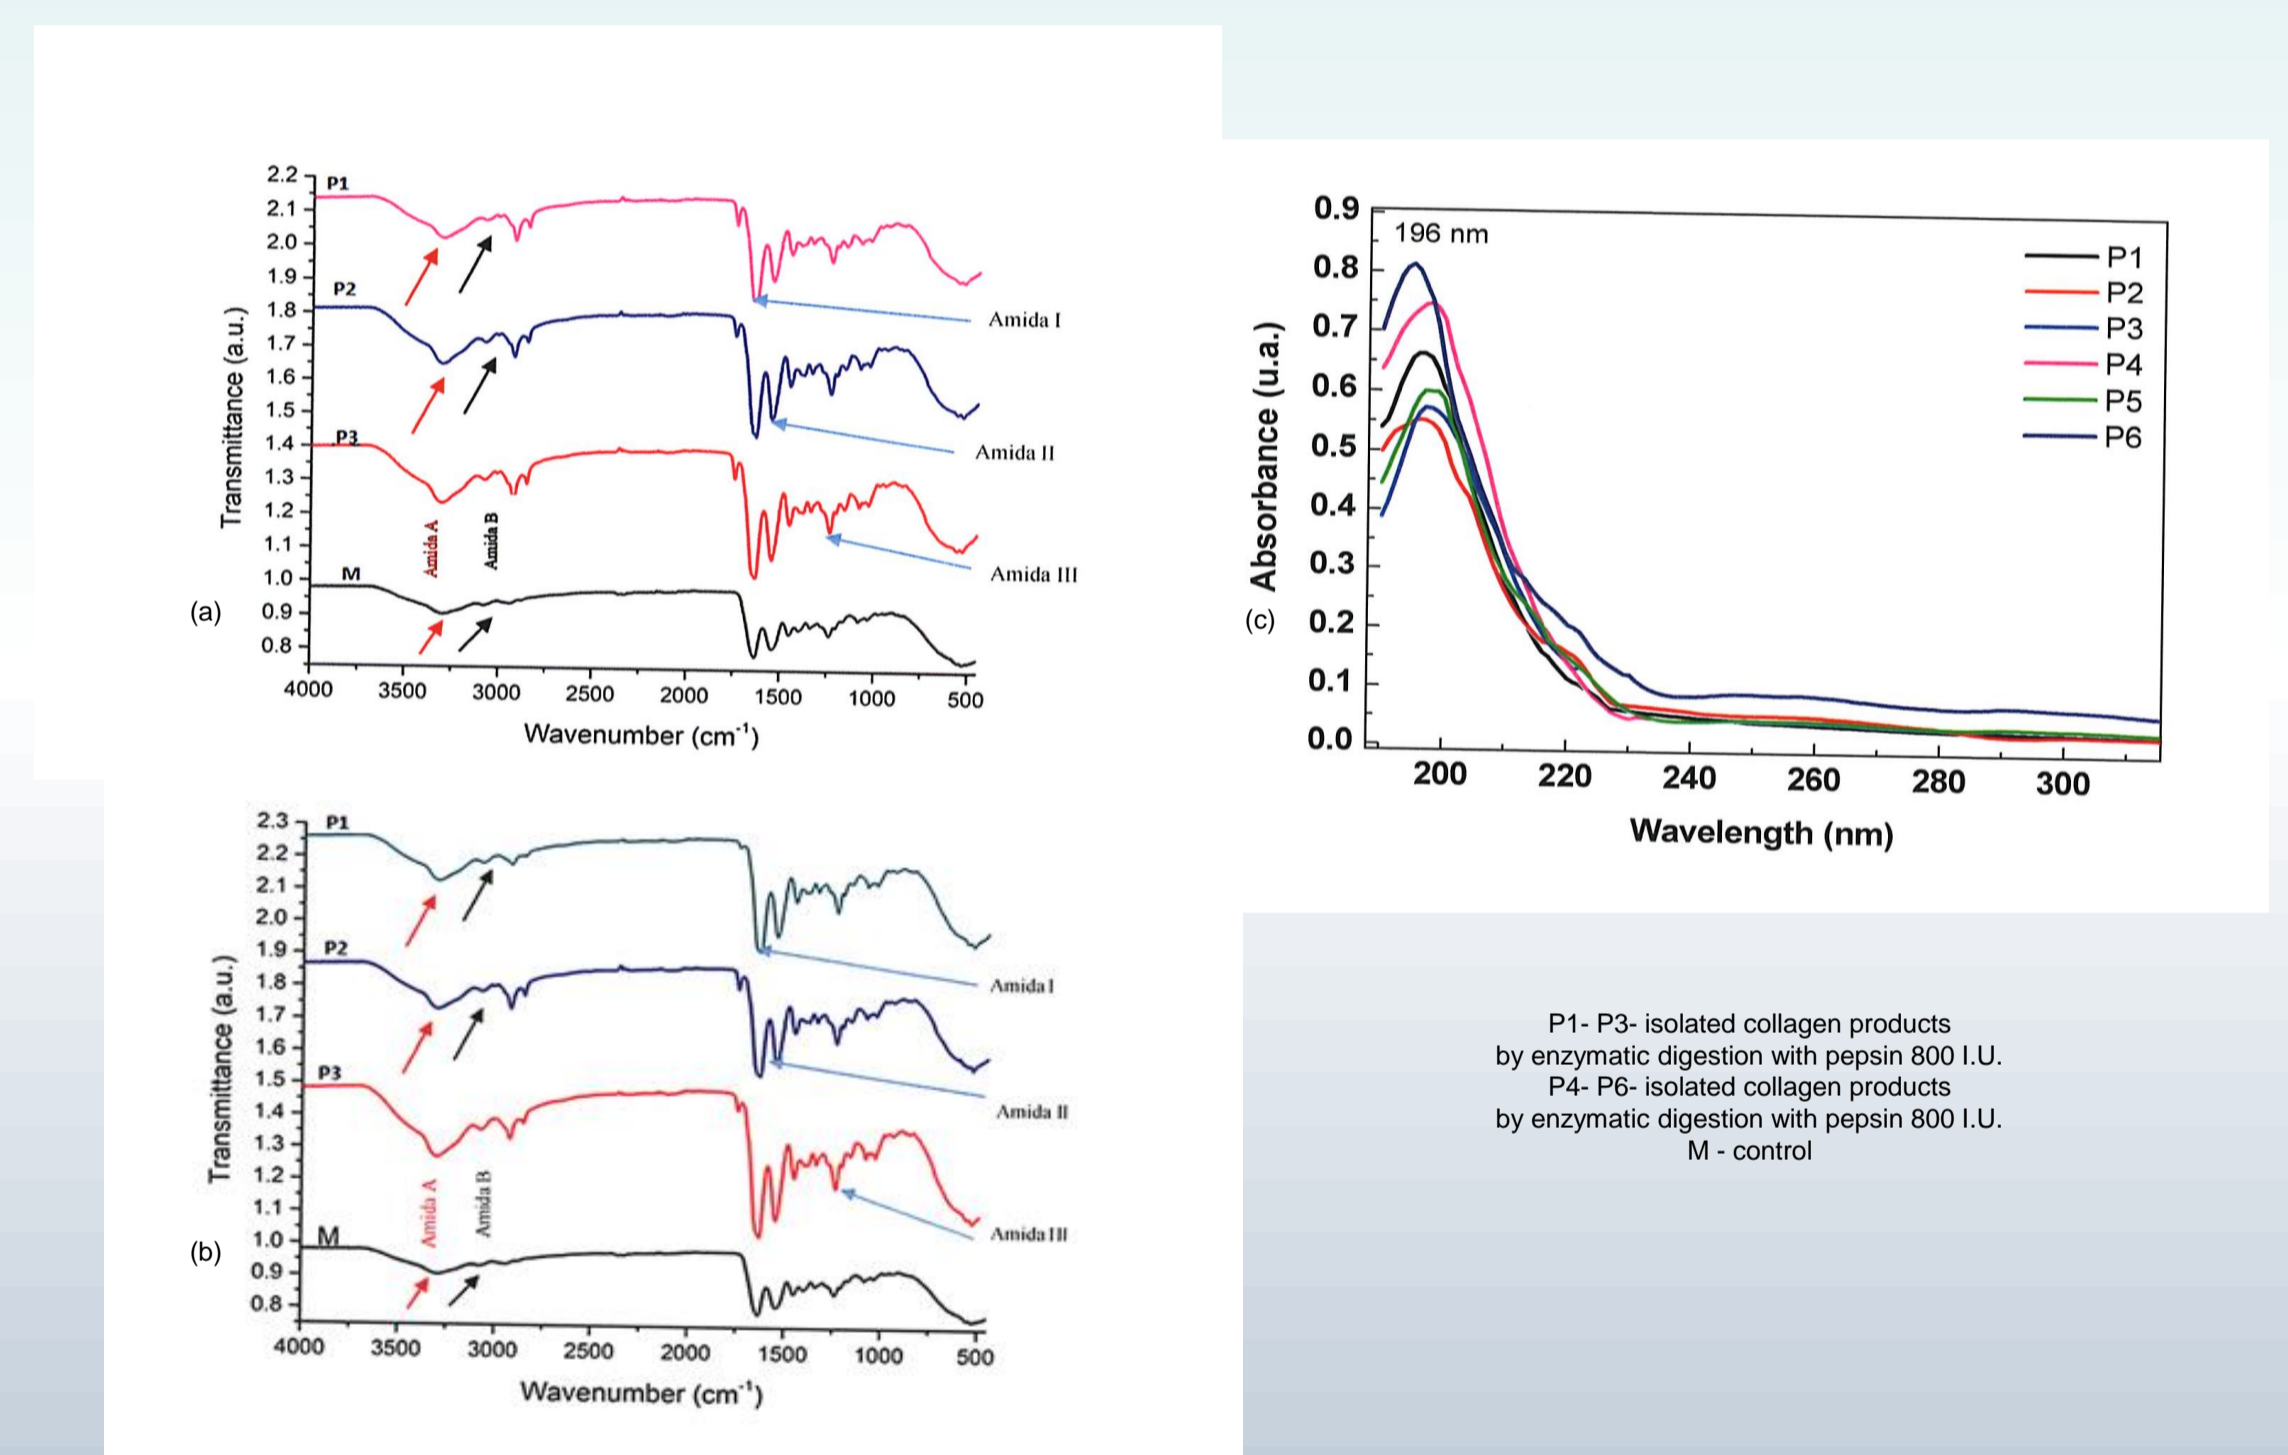 2.2
2.1
2.0
1.9
1.8
1.7
1.6
1.5
1.4
1.3
1.2
1.1
1.0
0.9
0.8
Transmittance (a.u.)
P1
P2
P3
M
Amida A
Amida B
Amida I
Amida II
Amida III
(a)
4000 3500 3000 2500 2000 1500 1000 500
Wavenumber (cm⁻¹)
2.3
2.2
2.1
2.0
1.9
1.8
1.7
1.6
1.5
1.4
1.3
1.2
1.1
1.0
0.9
0.8
Transmittance (a.u.)
P1
P2
P3
M
Amida A
Amida B
Amida I
Amida II
Amida III
(b)
4000 3500 3000 2500 2000 1500 1000 500
Wavenumber (cm⁻¹)
0.9
0.8
0.7
0.6
0.5
0.4
0.3
0.2
0.1
0.0
Absorbance (u.a.)
(c)
196 nm
P1
P2
P3
P4
P5
P6
200 220 240 260 280 300
Wavelength (nm)
P1- P3- isolated collagen products
by enzymatic digestion with pepsin 800 I.U.
P4- P6- isolated collagen products
by enzymatic digestion with pepsin 800 I.U.
M - control